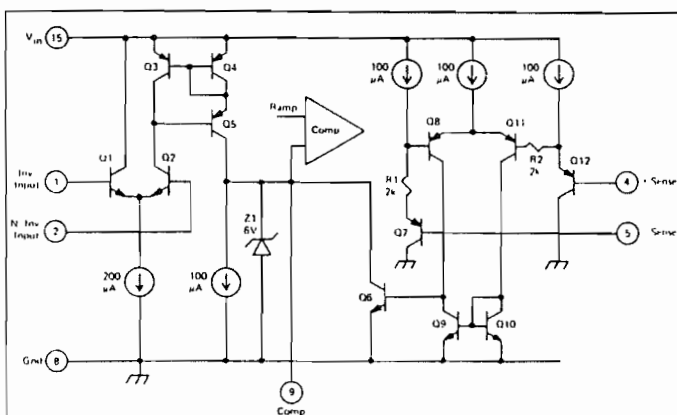 Vin 15
100 µA
100 µA
100 µA
Q3
Q4
Q5
Ramp
Comp
Q8
Q11
R2
2k
Q12
Q1
Q2
Inv
Input
1
4
+ Sense
R1
2k
Z1
6V
N. Inv
Input
2
Q7
5
Sense
200
µA
100
µA
Q6
Q9
Q10
Gnd 8
9
Comp